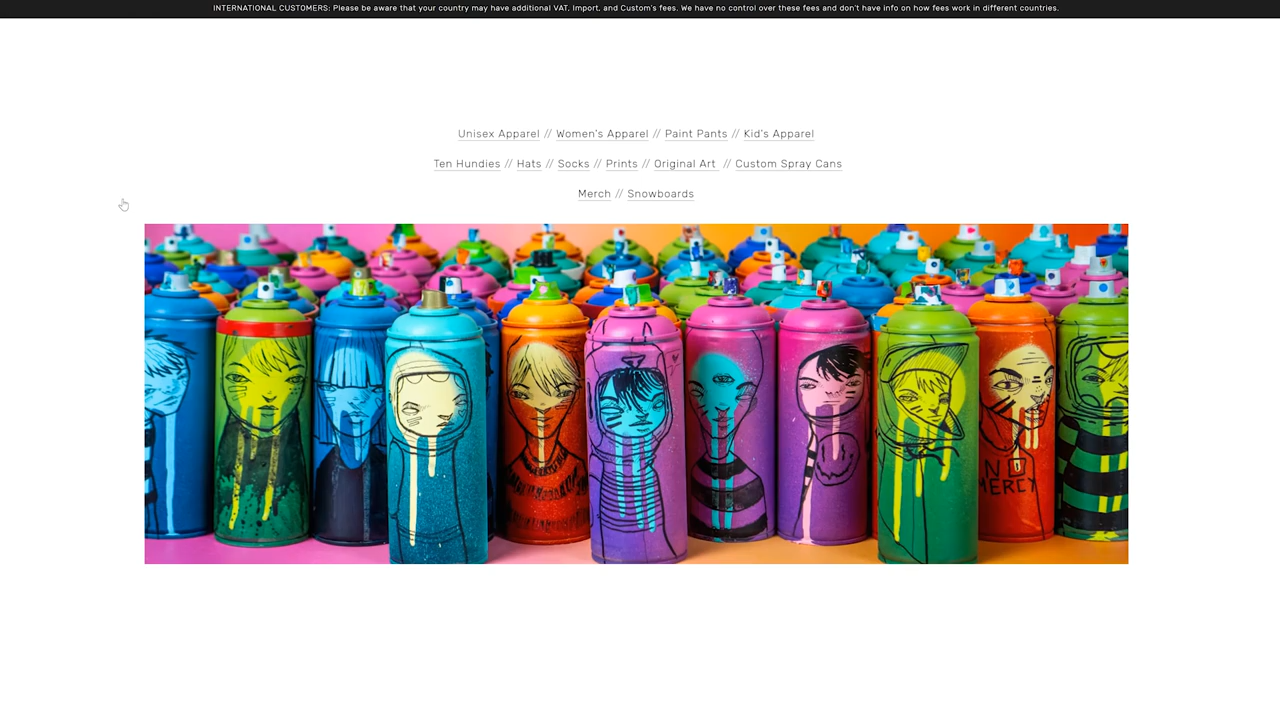 INTERNATIONAL CUSTOMERS: Please be aware that your country may have additional VAT, Import, and Custom's fees. We have no control over these fees and don't have info on how fees work in different countries.
Unisex Apparel // Women's Apparel // Paint Pants // Kid's Apparel
Ten Hundies // Hats // Socks // Prints // Original Art // Custom Spray Cans
Merch // Snowboards
NO
MERCY